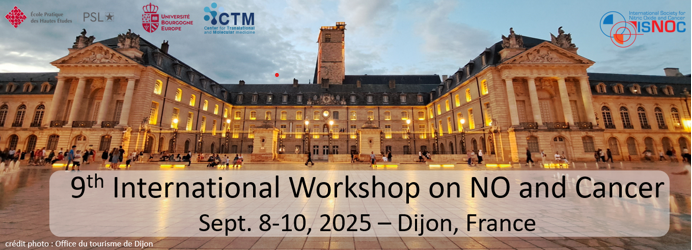 École Pratique
des Hautes Études
PSL
UNIVERSITÉ
BOURGOGNE
EUROPE
CTM
Center for Translational
and Molecular medicine
International Society for
Nitric Oxide and Cancer
ISNOC
9th International Workshop on NO and Cancer
Sept. 8-10, 2025 – Dijon, France
crédit photo : Office du tourisme de Dijon